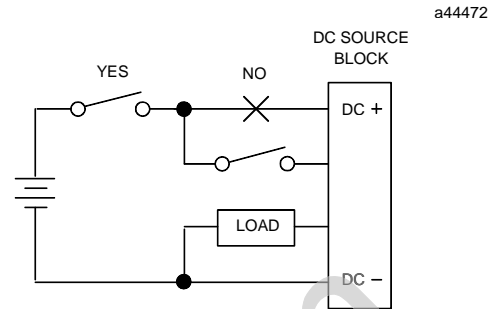 a44472
DC SOURCE
BLOCK
YES
NO
DC +
LOAD
DC −